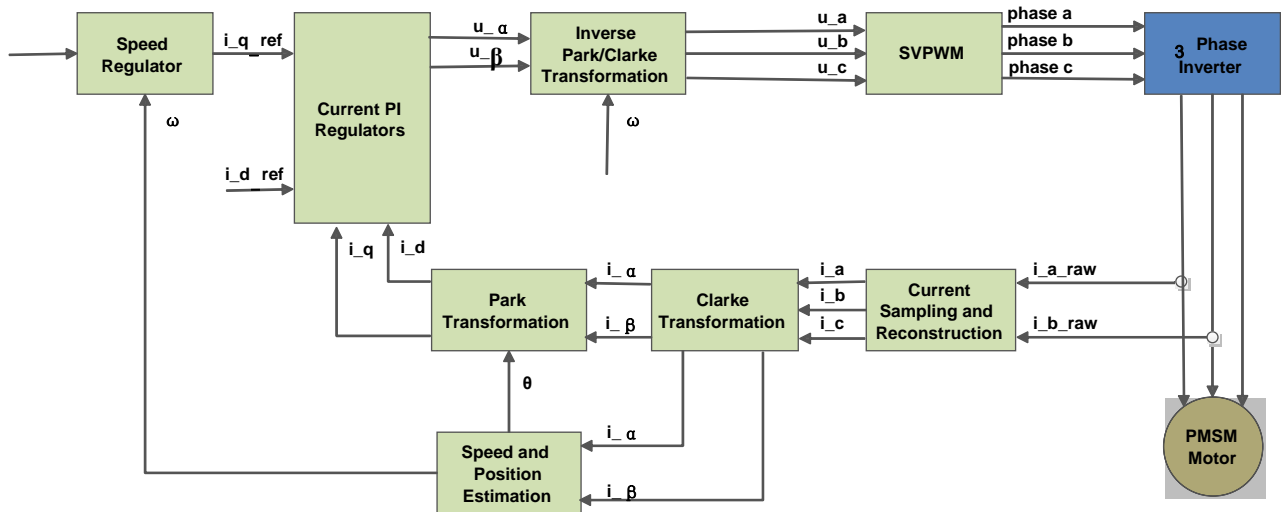 Speed
Regulator
i_q_ref
ω
i_d_ref
Current PI
Regulators
u_α
u_β
Inverse
Park/Clarke
Transformation
ω
u_a
u_b
u_c
SVPWM
phase a
phase b
phase c
3 Phase
Inverter
i_q
i_d
Park
Transformation
i_α
i_β
Clarke
Transformation
i_a
i_b
i_c
Current
Sampling and
Reconstruction
i_a_raw
i_b_raw
θ
Speed and
Position
Estimation
i_α
i_β
PMSM
Motor